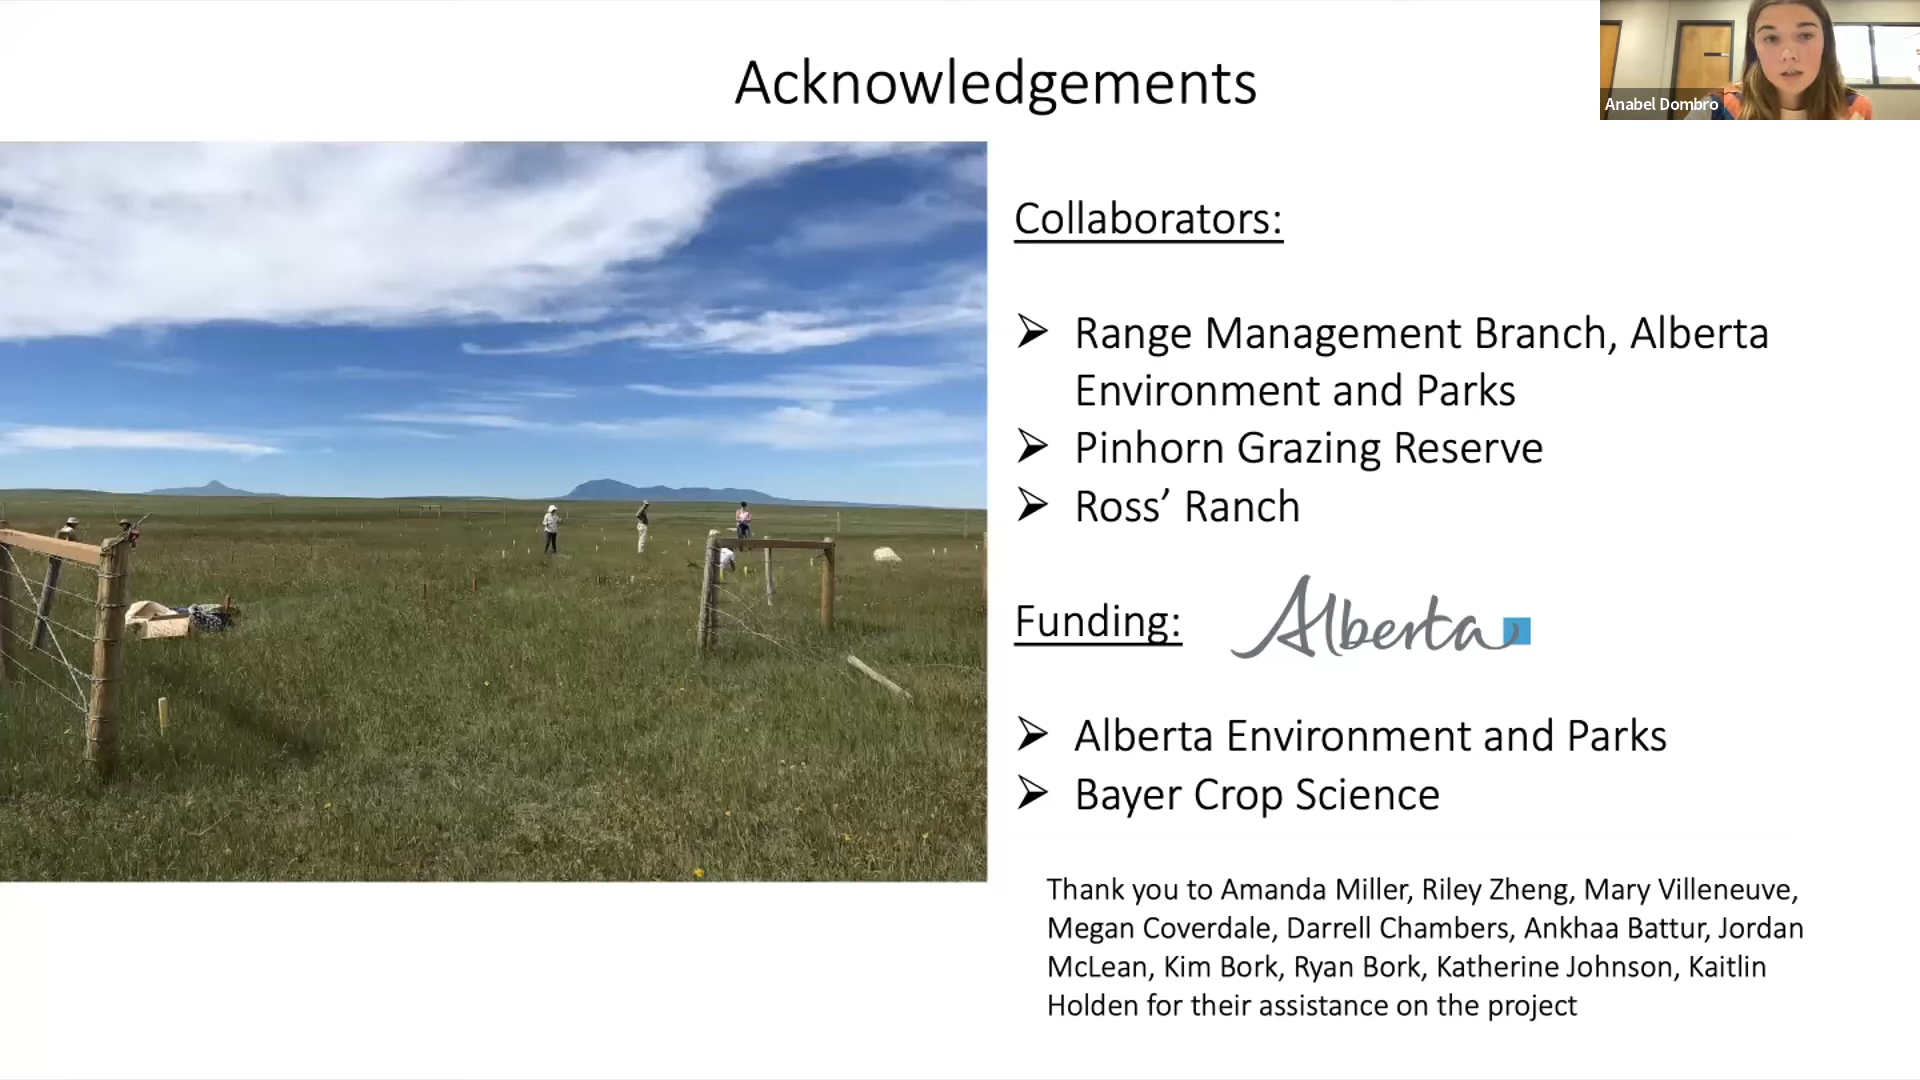 Acknowledgements
Anabel Dombro
Collaborators:
➢ Range Management Branch, Alberta
Environment and Parks
➢ Pinhorn Grazing Reserve
➢ Ross’ Ranch
Funding:
Alberta
➢ Alberta Environment and Parks
➢ Bayer Crop Science
Thank you to Amanda Miller, Riley Zheng, Mary Villeneuve,
Megan Coverdale, Darrell Chambers, Ankhaa Battur, Jordan
McLean, Kim Bork, Ryan Bork, Katherine Johnson, Kaitlin
Holden for their assistance on the project